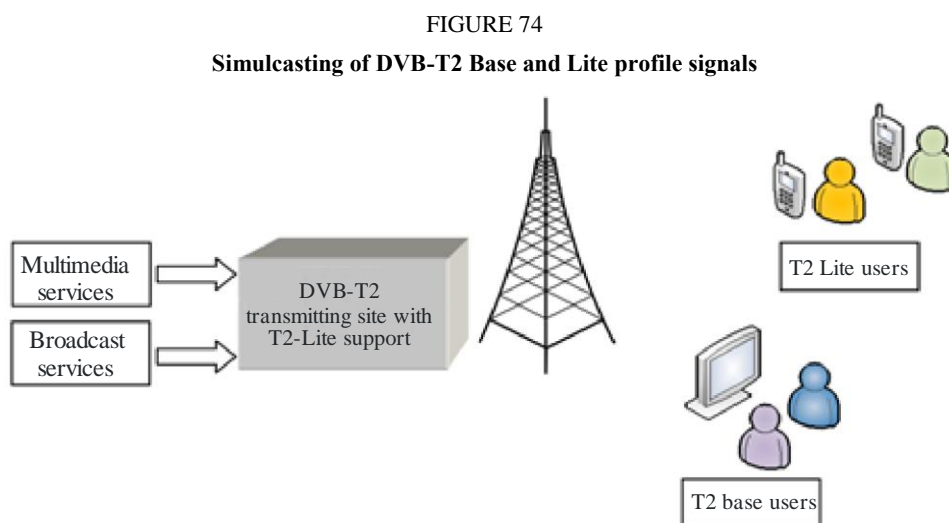 FIGURE 74
Simulcasting of DVB-T2 Base and Lite profile signals
Multimedia
services
Broadcast
services
DVB-T2
transmitting site with
T2-Lite support
T2 Lite users
T2 base users